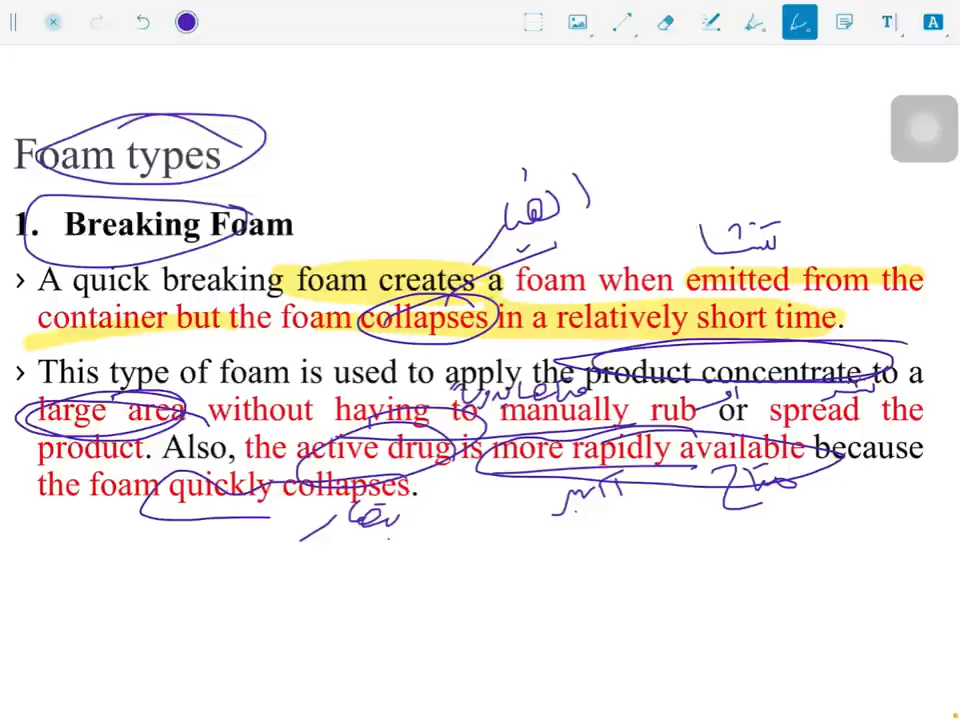 Foam types
1. Breaking Foam
› A quick breaking foam creates a foam when emitted from the
container but the foam collapses in a relatively short time.
› This type of foam is used to apply the product concentrate to a
large area without having to manually rub or spread the
product. Also, the active drug is more rapidly available because
the foam quickly collapses.